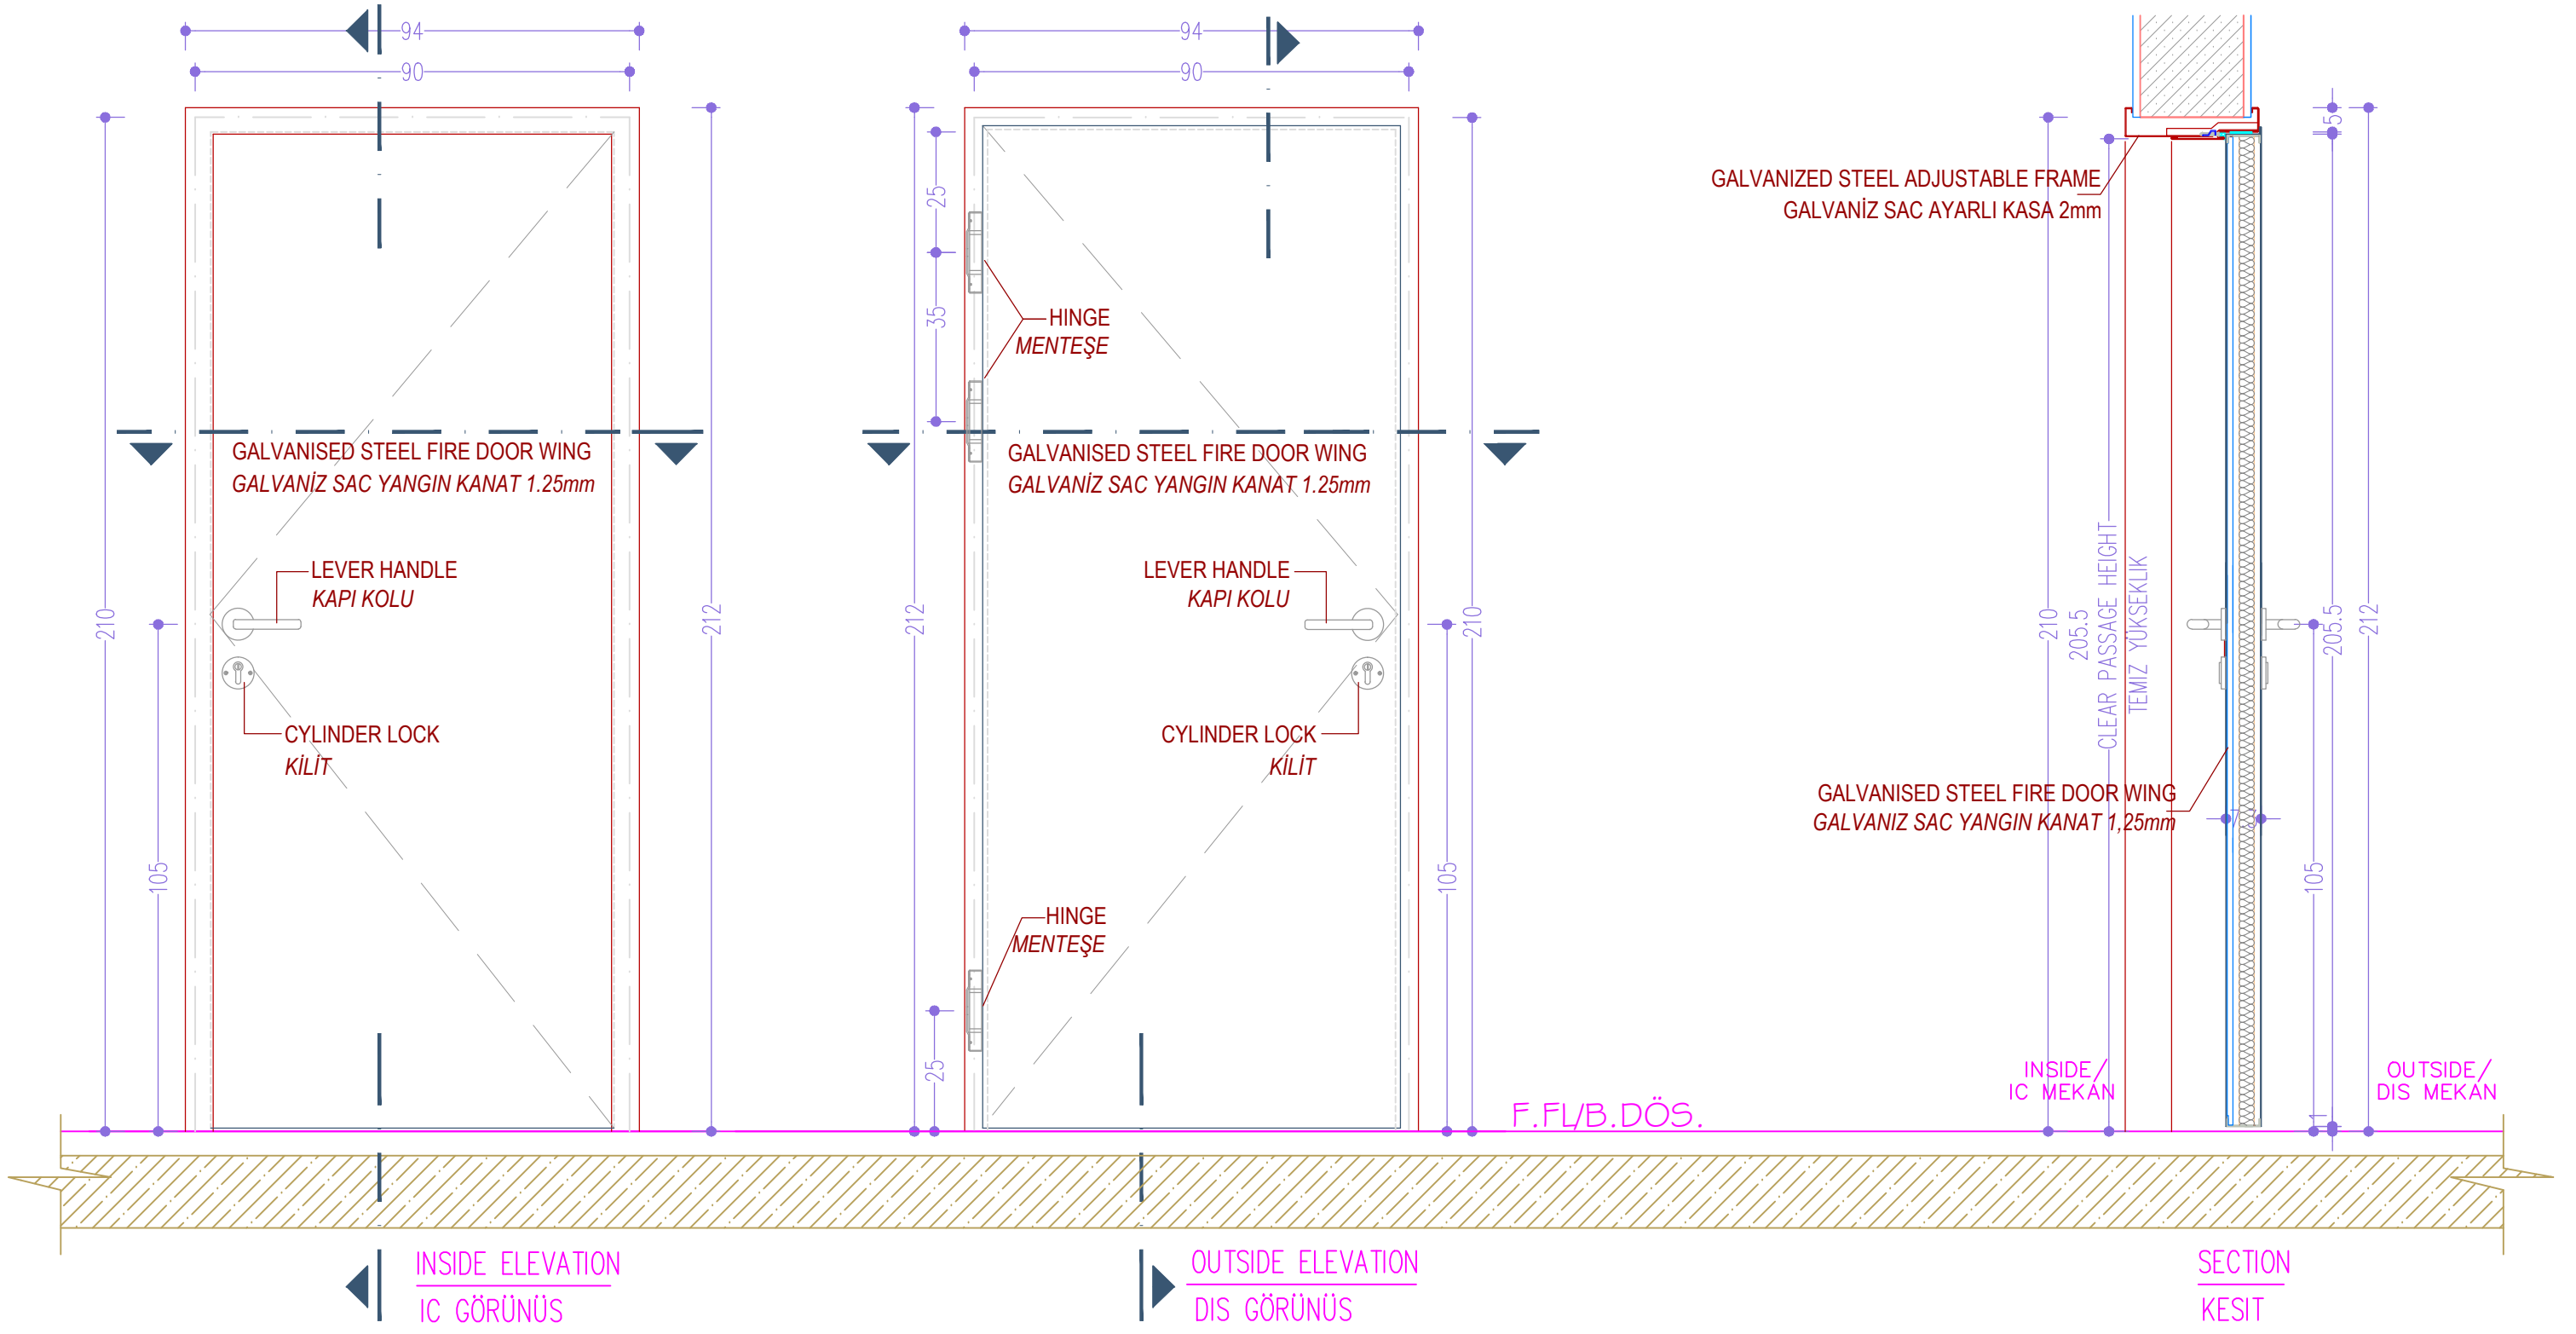 94
90
210
105
212
GALVANISED STEEL FIRE DOOR WING
GALVANİZ SAC YANGIN KANAT 1.25mm
LEVER HANDLE
KAPI KOLU
CYLINDER LOCK
KİLİT
INSIDE ELEVATION
IC GÖRÜNÜS
94
90
212
25
35
25
HINGE
MENTEŞE
GALVANISED STEEL FIRE DOOR WING
GALVANİZ SAC YANGIN KANAT 1.25mm
LEVER HANDLE
KAPI KOLU
CYLINDER LOCK
KİLİT
HINGE
MENTEŞE
105
210
F.FL/B.DÖS.
OUTSIDE ELEVATION
DIS GÖRÜNÜS
GALVANIZED STEEL ADJUSTABLE FRAME
GALVANİZ SAC AYARLI KASA 2mm
210
205.5
CLEAR PASSAGE HEIGHT
TEMIZ YÜKSEKLIK
GALVANISED STEEL FIRE DOOR WING
GALVANIZ SAC YANGIN KANAT 1,25mm
5
205.5
212
105
1
INSIDE/
IC MEKAN
OUTSIDE/
DIS MEKAN
SECTION
KESIT